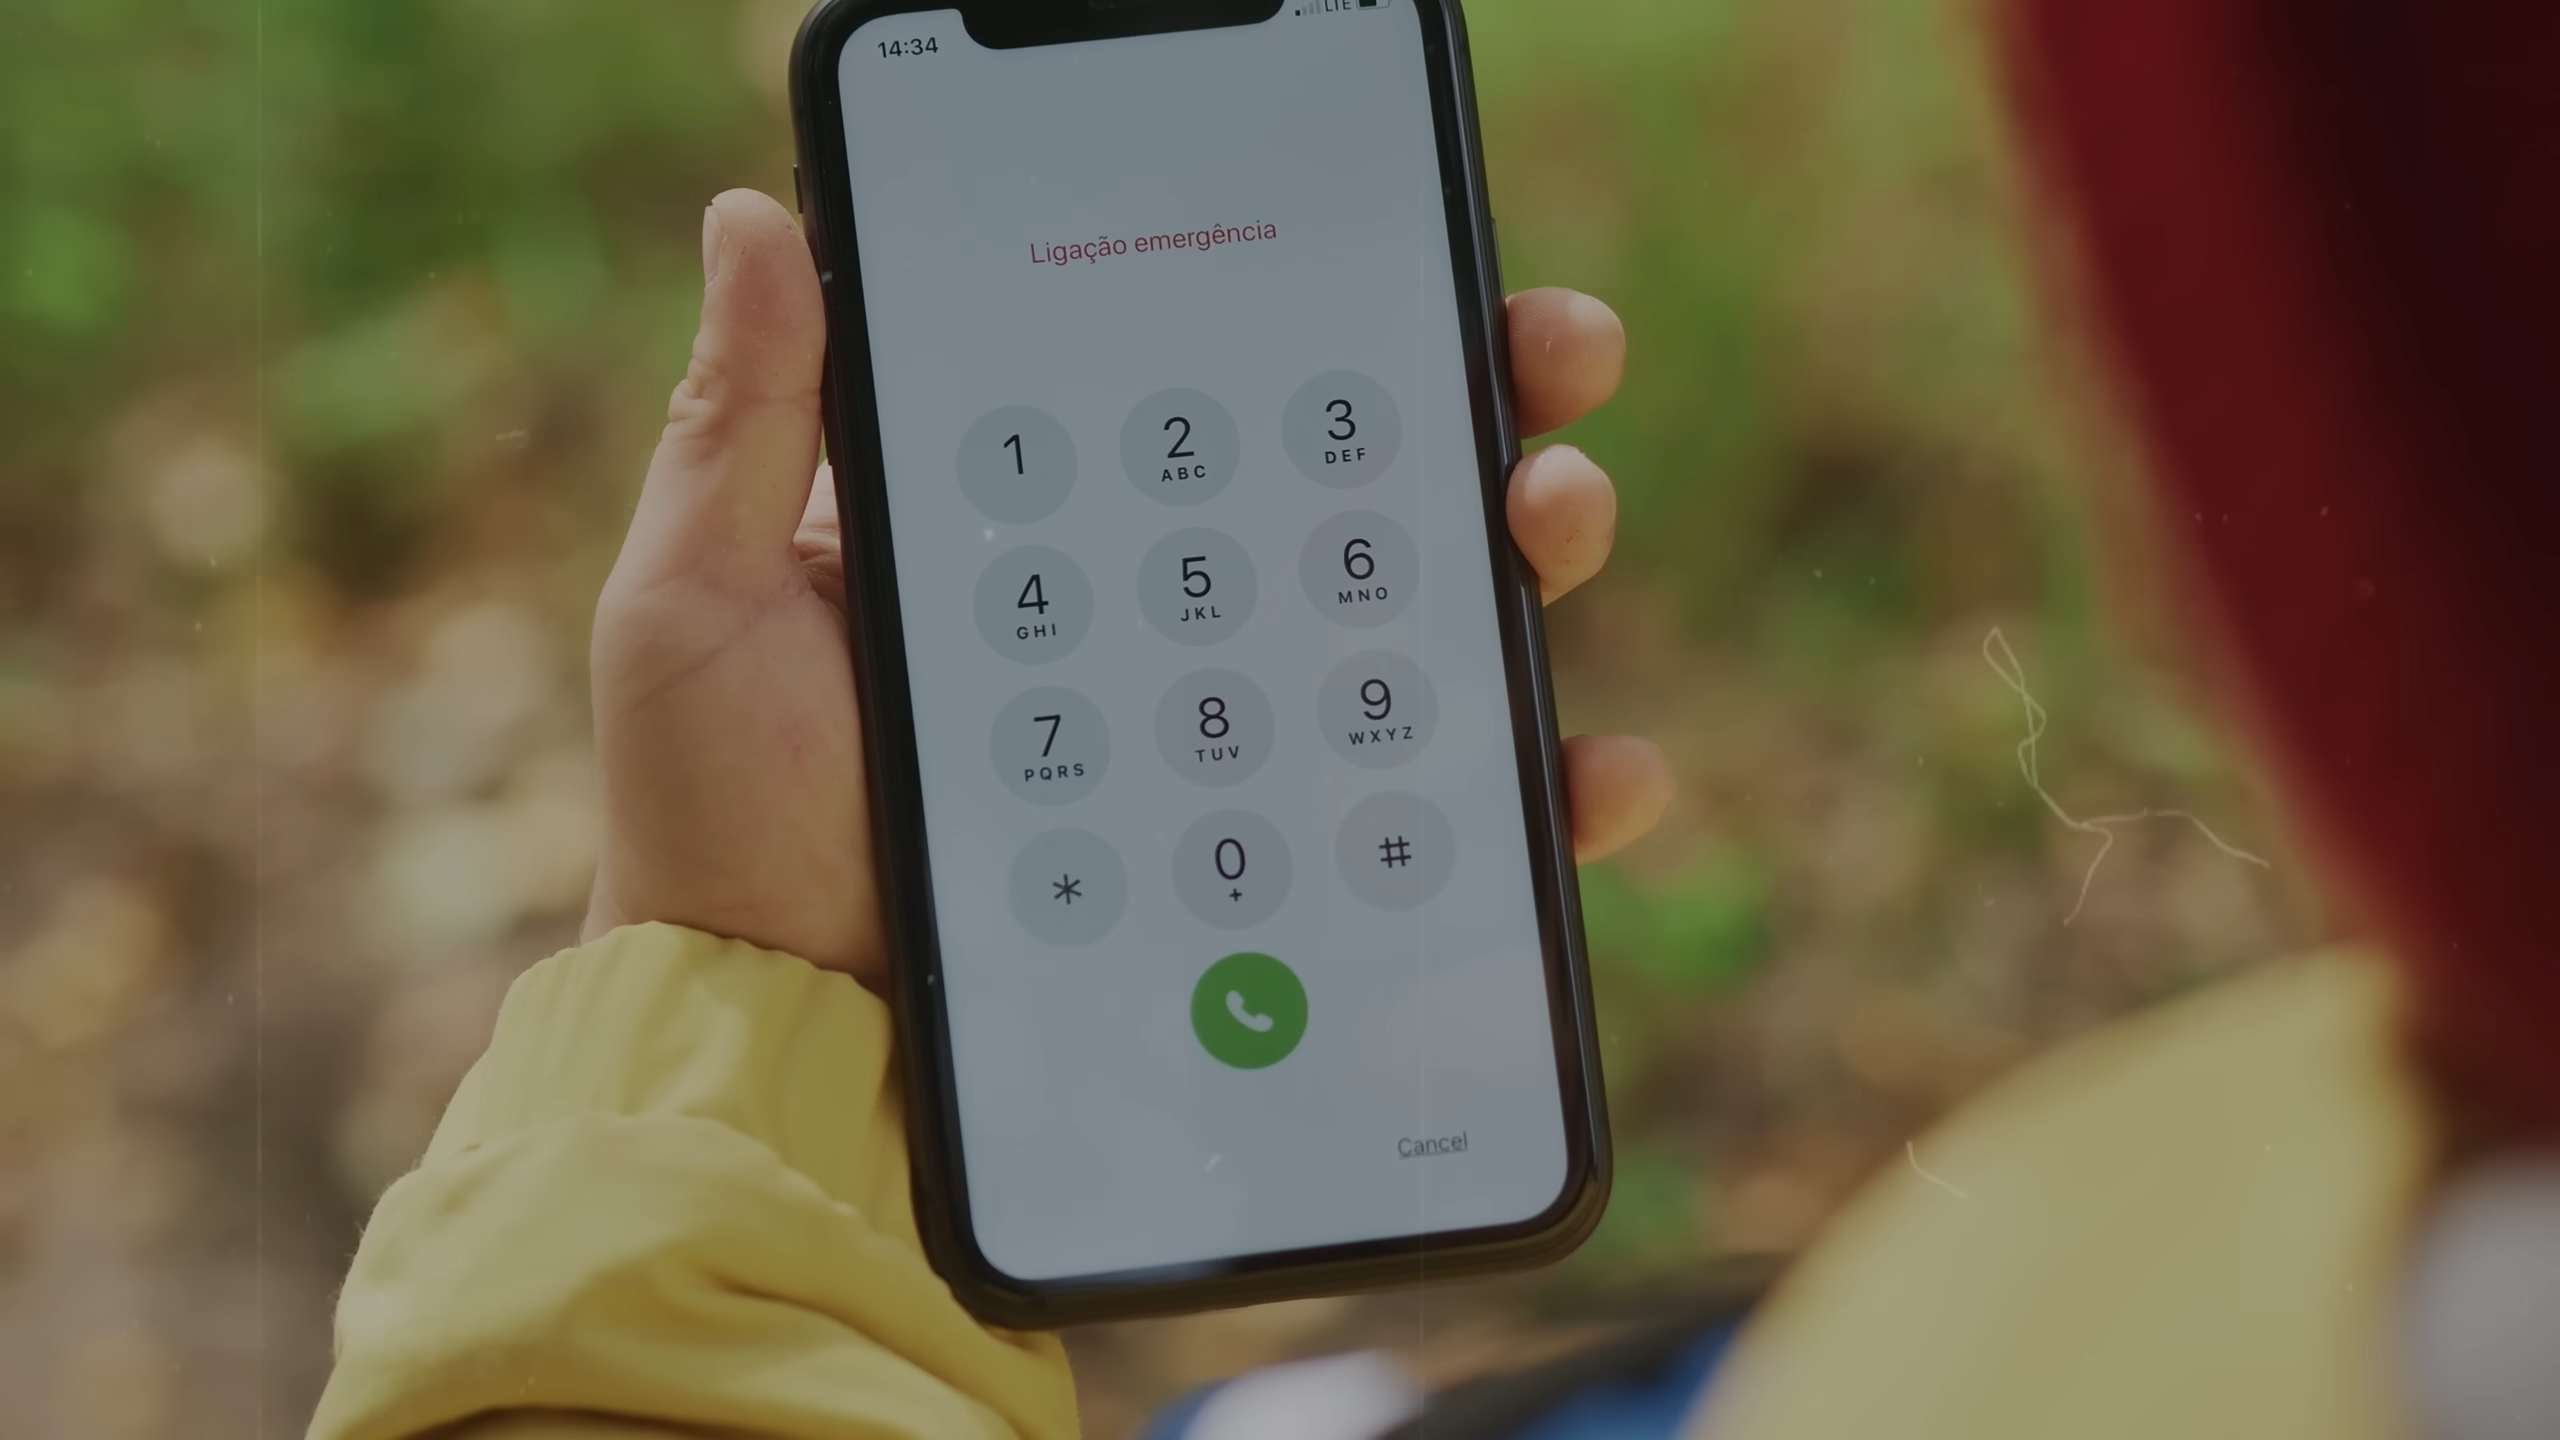 14:34
LTE
Ligação emergência
1 2 3
ABC DEF
4 5 6
GHI JKL MNO
7 8 9
PQRS TUV WXYZ
* 0 #
+
Cancel